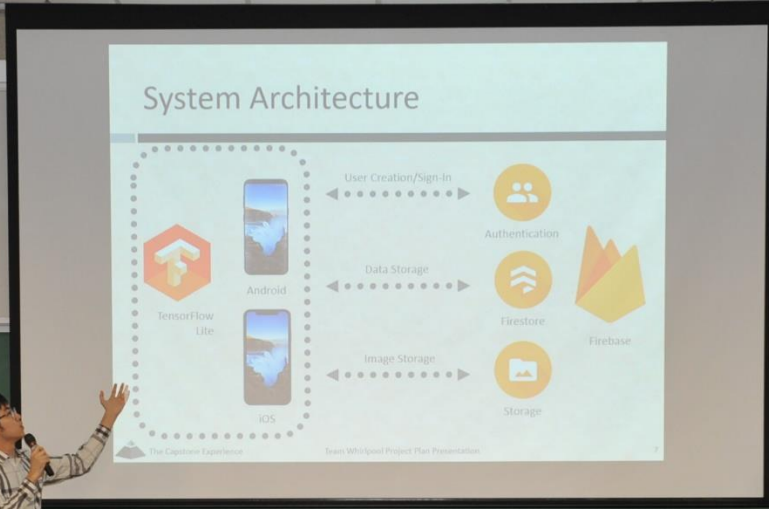 System Architecture
User Creation/Sign-In
Authentication
Data Storage
Android
TensorFlow
Lite
Firestore
Firebase
Image Storage
iOS
Storage
The Capstone Experience
Team Whirlpool Project Plan Presentation
7